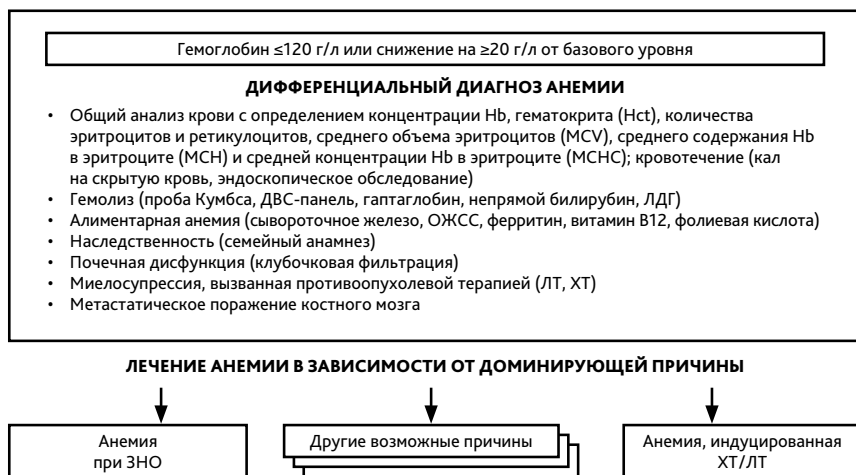 Гемоглобин ≤120 г/л или снижение на ≥20 г/л от базового уровня
ДИФФЕРЕНЦИАЛЬНЫЙ ДИАГНОЗ АНЕМИИ
• Общий анализ крови с определением концентрации Hb, гематокрита (Hct), количества
эритроцитов и ретикулоцитов, среднего объема эритроцитов (MCV), среднего содержания Hb
в эритроците (MCH) и средней концентрации Hb в эритроците (MCHC); кровотечение (кал
на скрытую кровь, эндоскопическое обследование)
• Гемолиз (проба Кумбса, ДВС-панель, гаптаглобин, непрямой билирубин, ЛДГ)
• Алиментарная анемия (сывороточное железо, ОЖСС, ферритин, витамин В12, фолиевая кислота)
• Наследственность (семейный анамнез)
• Почечная дисфункция (клубочковая фильтрация)
• Миелосупрессия, вызванная противоопухолевой терапией (ЛТ, ХТ)
• Метастатическое поражение костного мозга
ЛЕЧЕНИЕ АНЕМИИ В ЗАВИСИМОСТИ ОТ ДОМИНИРУЮЩЕЙ ПРИЧИНЫ
Анемия
при ЗНО
Другие возможные причины
Анемия, индуцированная
ХТ/ЛТ